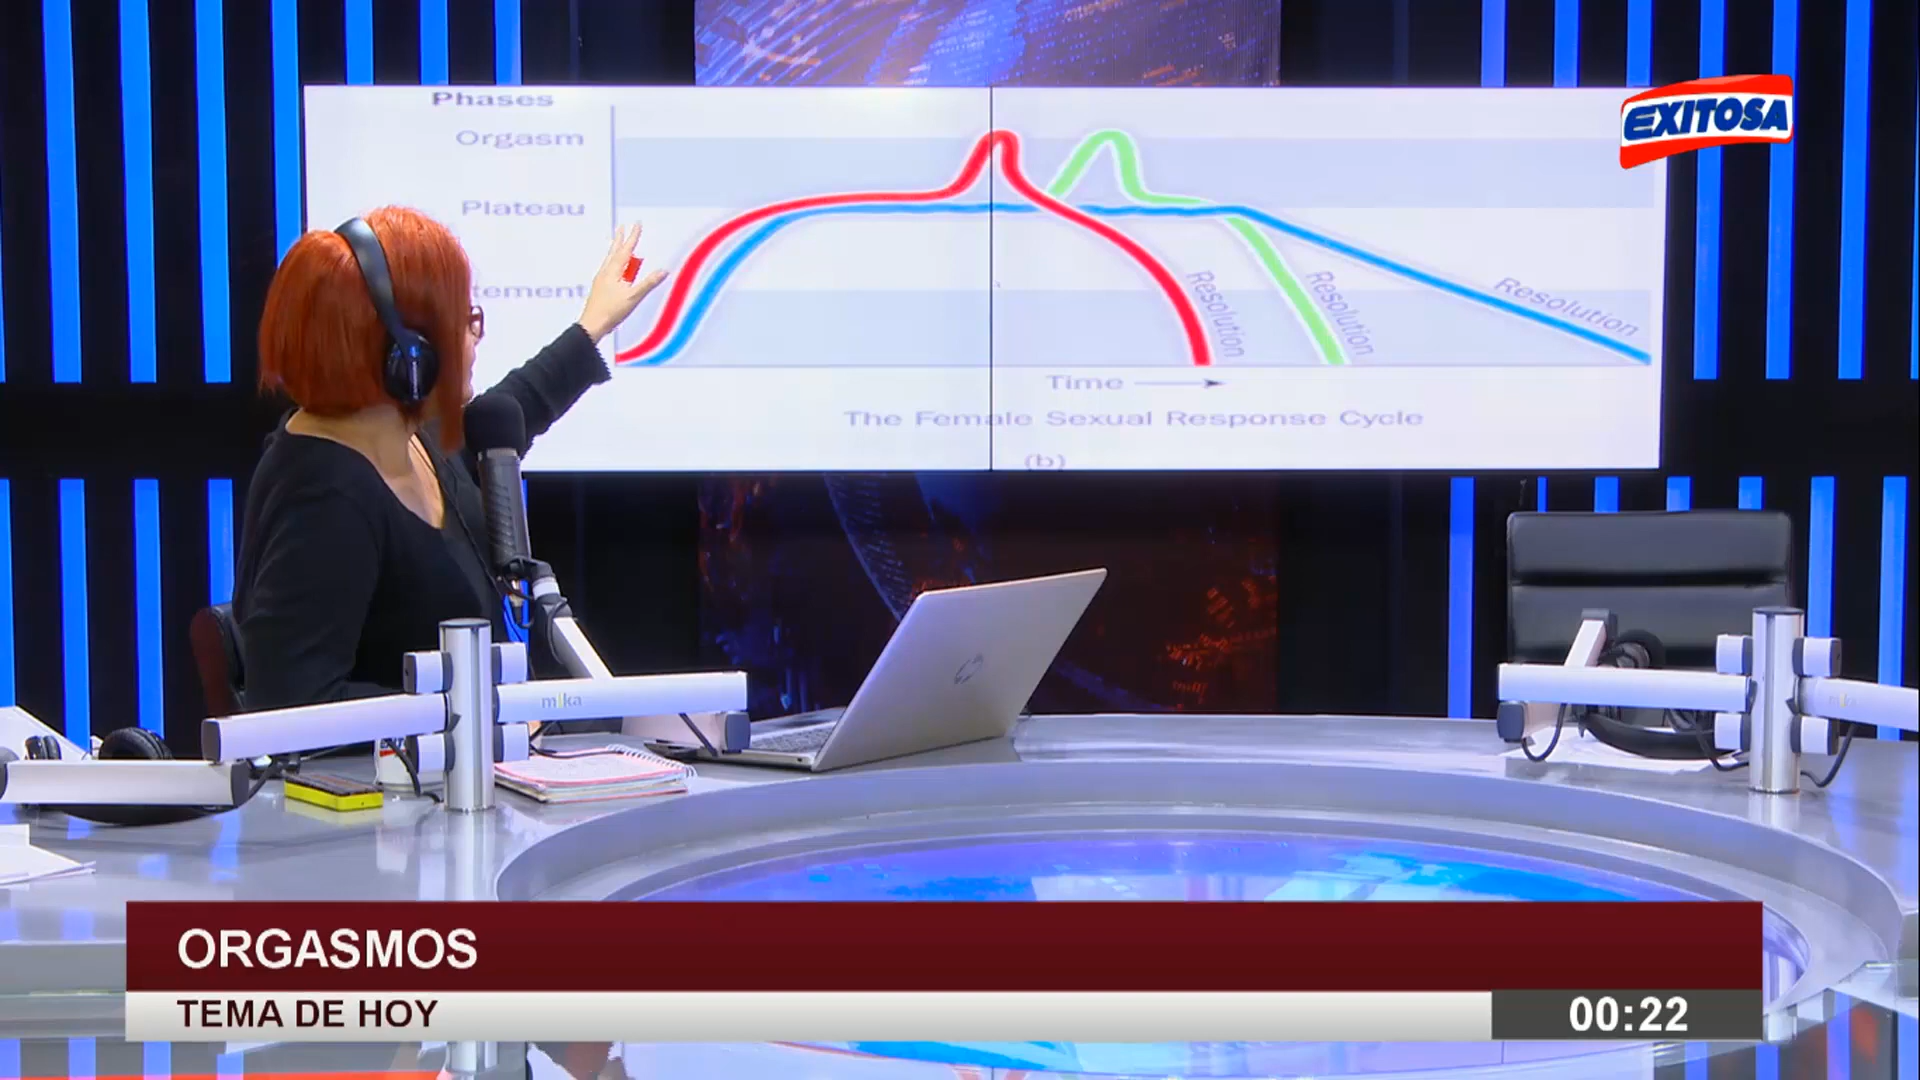 Phases
EXITOSA
Orgasm
Plateau
tement
Resolution
Resolution
Resolution
Time
The Female Sexual Response Cycle
(b)
mika
ORGASMOS
TEMA DE HOY
00:22